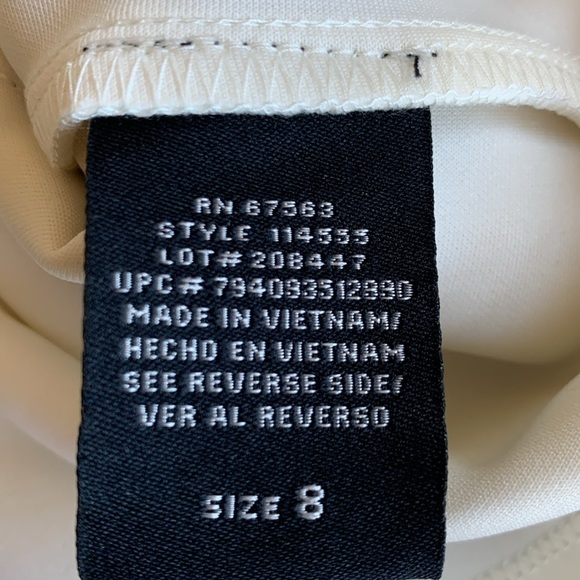 RN 67563
STYLE 114555
LOT# 208447
UPC# 794093512990
MADE IN VIETNAM/
HECHO EN VIETNAM
SEE REVERSE SIDE/
VER AL REVERSO
SIZE 8